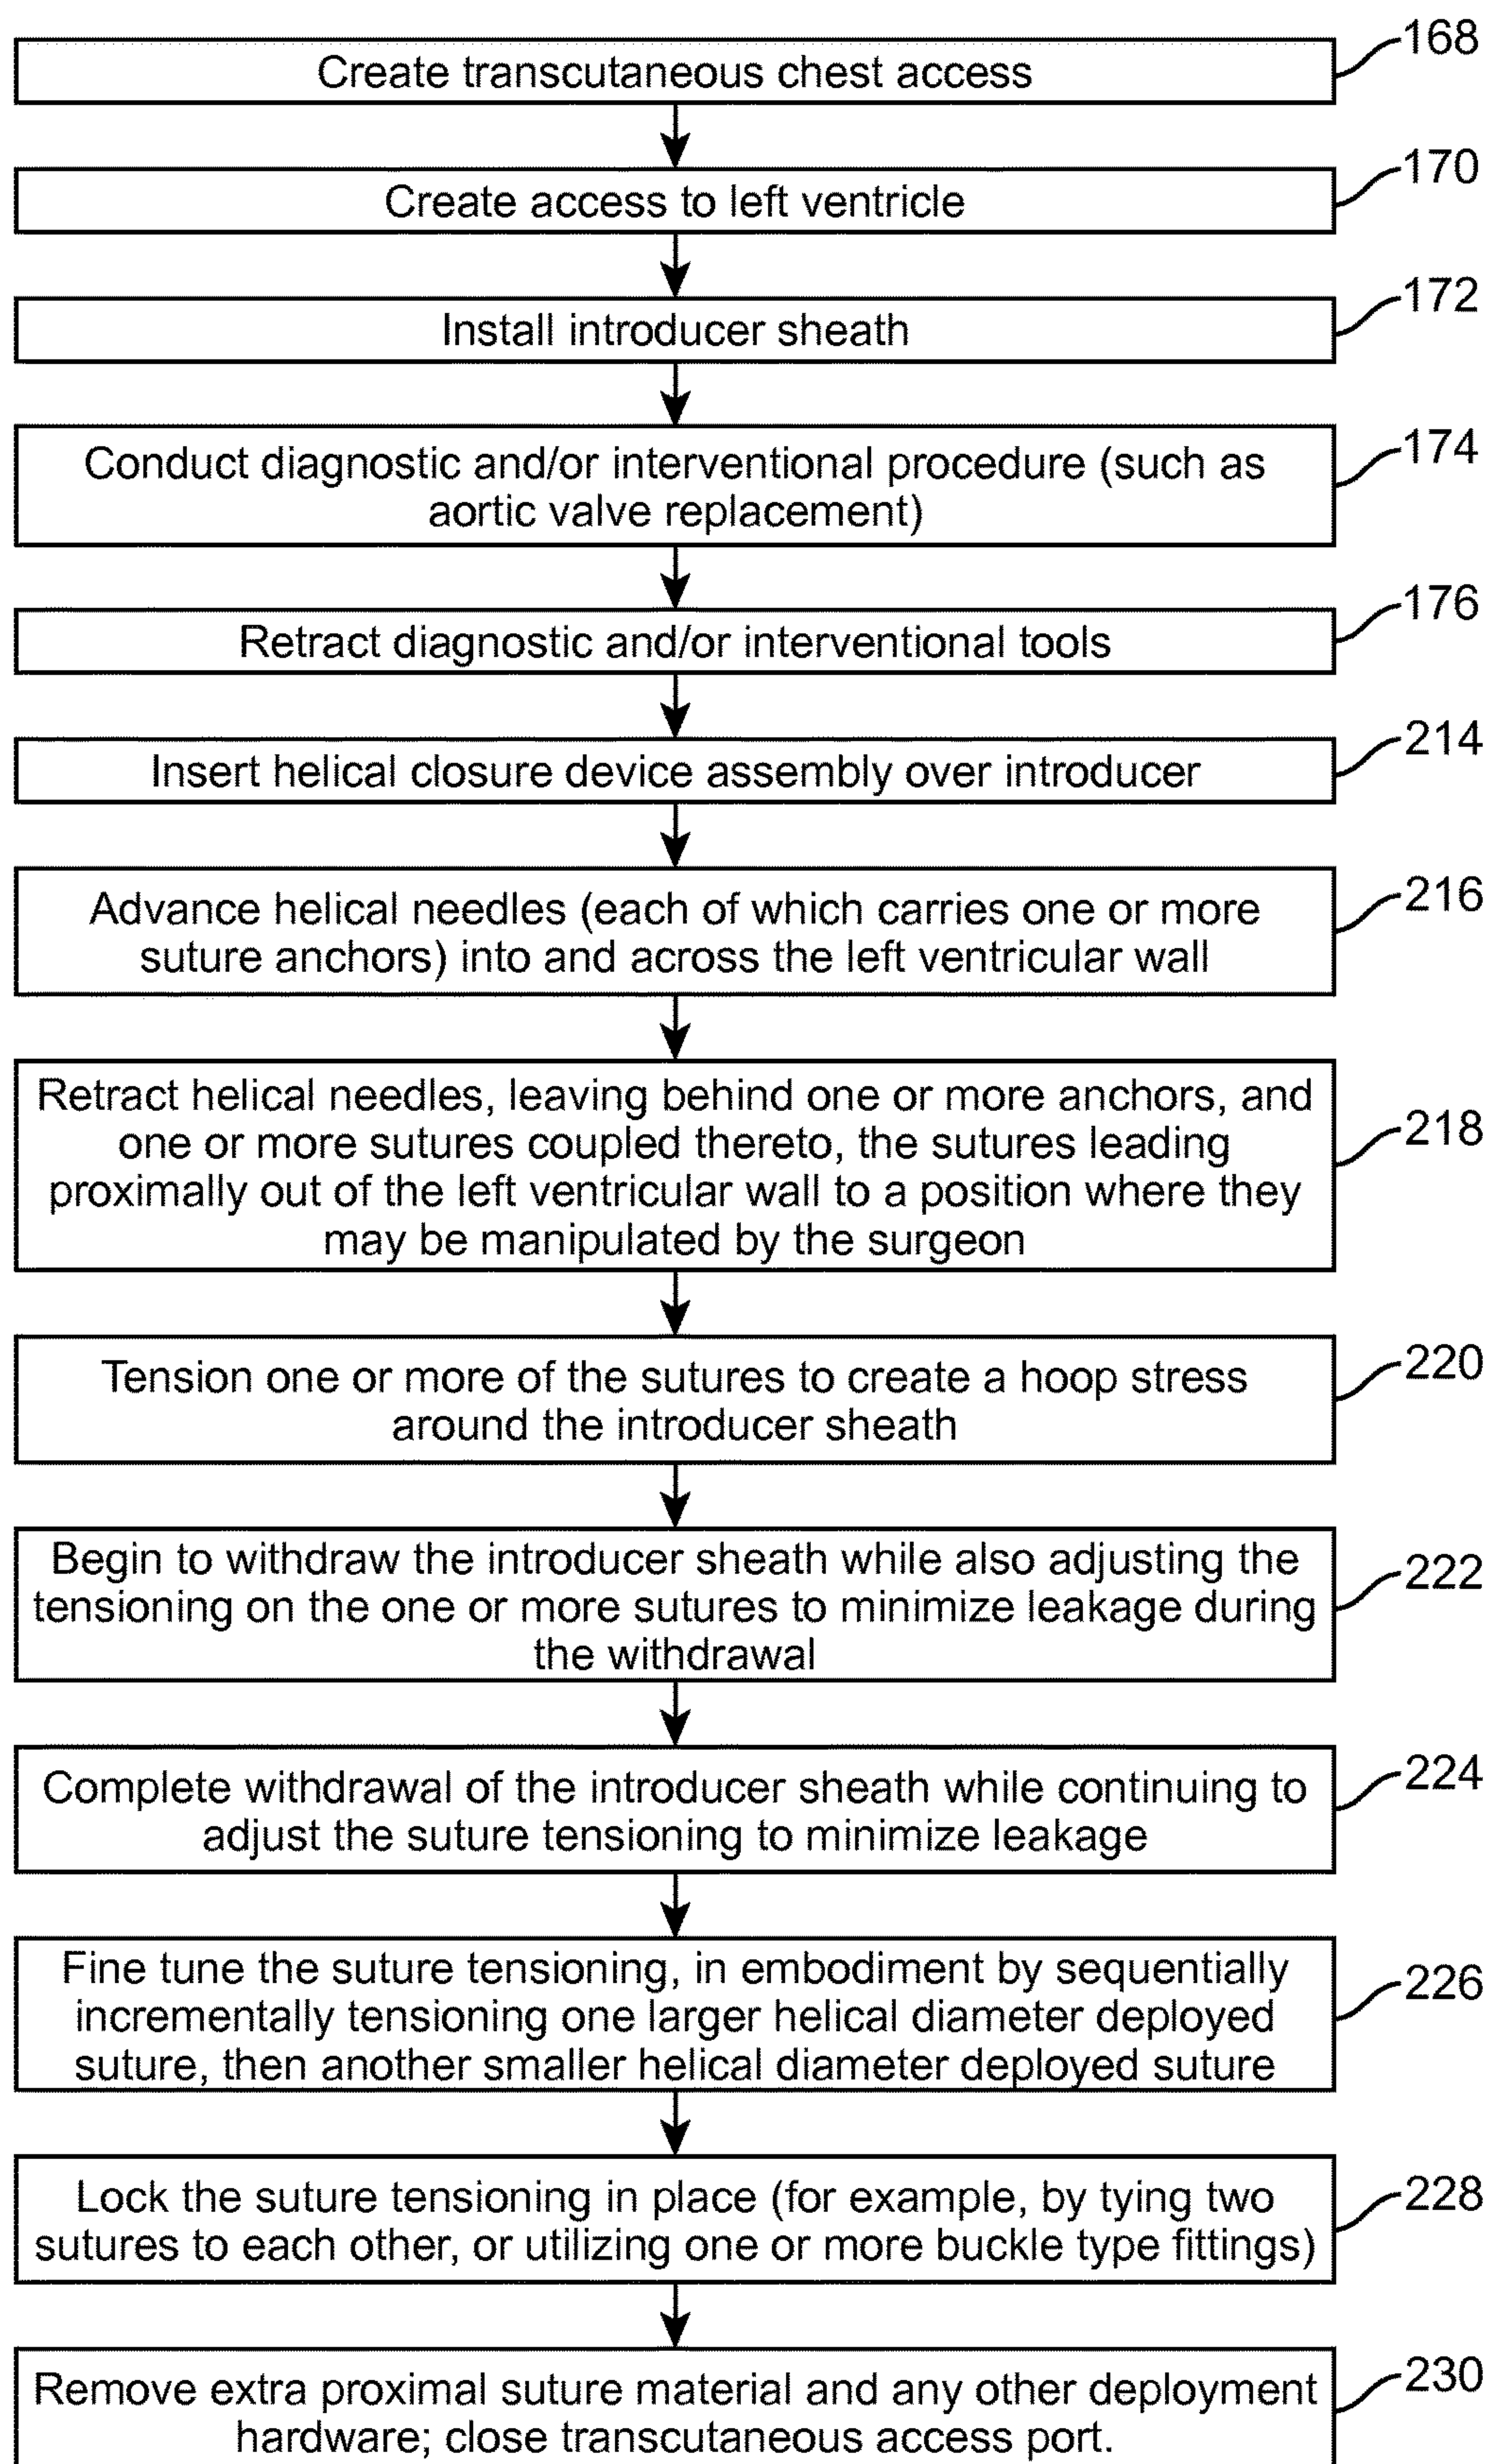 Create transcutaneous chest access
168
Create access to left ventricle
170
Install introducer sheath
172
Conduct diagnostic and/or interventional procedure (such as
aortic valve replacement)
174
Retract diagnostic and/or interventional tools
176
Insert helical closure device assembly over introducer
214
Advance helical needles (each of which carries one or more
suture anchors) into and across the left ventricular wall
216
Retract helical needles, leaving behind one or more anchors, and
one or more sutures coupled thereto, the sutures leading
proximally out of the left ventricular wall to a position where they
may be manipulated by the surgeon
218
Tension one or more of the sutures to create a hoop stress
around the introducer sheath
220
Begin to withdraw the introducer sheath while also adjusting the
tensioning on the one or more sutures to minimize leakage during
the withdrawal
222
Complete withdrawal of the introducer sheath while continuing to
adjust the suture tensioning to minimize leakage
224
Fine tune the suture tensioning, in embodiment by sequentially
incrementally tensioning one larger helical diameter deployed
suture, then another smaller helical diameter deployed suture
226
Lock the suture tensioning in place (for example, by tying two
sutures to each other, or utilizing one or more buckle type fittings)
228
Remove extra proximal suture material and any other deployment
hardware; close transcutaneous access port.
230